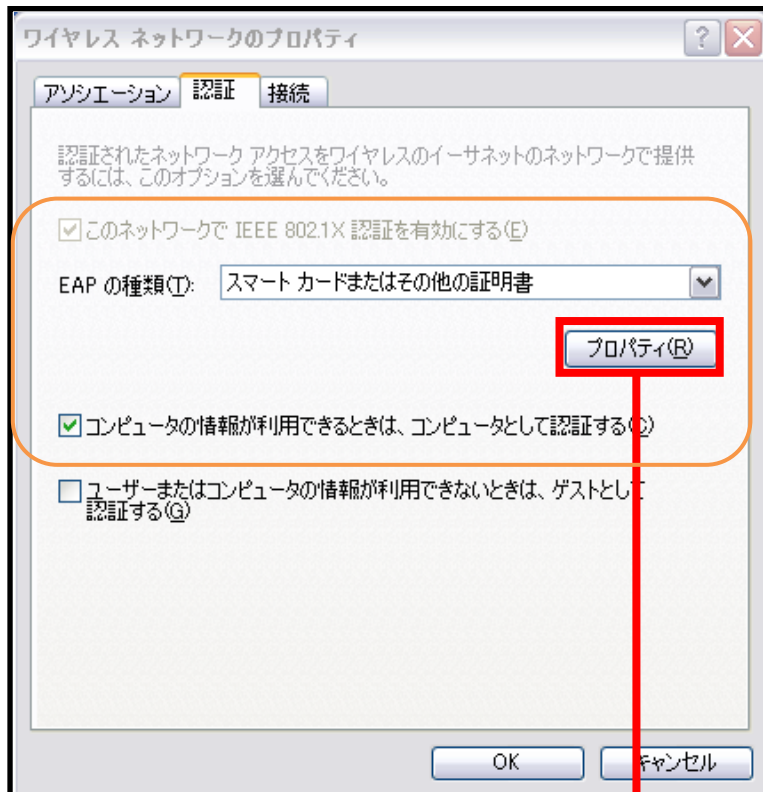 ワイヤレス ネットワークのプロパティ
アソシエーション 認証 接続
認証されたネットワーク アクセスをワイヤレスのイーサネットのネットワークで提供
するには、このオプションを選んでください。
このネットワークで IEEE 802.1X 認証を有効にする(E)
EAP の種類(T): スマート カードまたはその他の証明書
プロパティ(R)
コンピュータの情報が利用できるときは、コンピュータとして認証する(C)
ユーザーまたはコンピュータの情報が利用できないときは、ゲストとして
認証する(G)
OK キャンセル